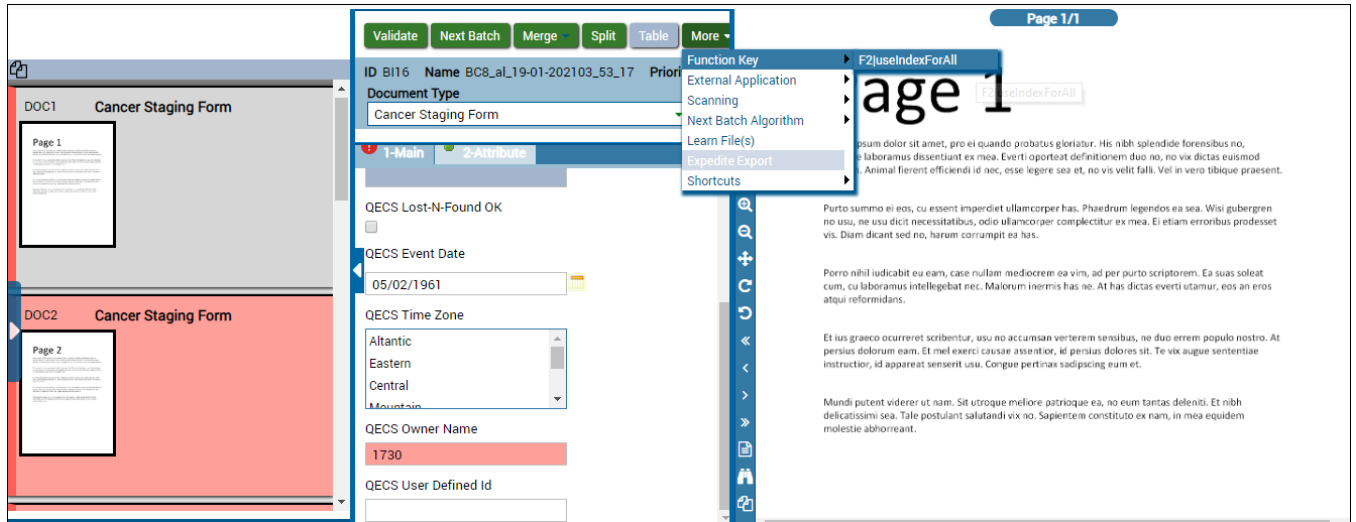 DOC1 Cancer Staging Form
Page 1
DOC2 Cancer Staging Form
Page 2
Validate Next Batch Merge Split Table More
ID BI16 Name BC8_al_19-01-202103_53_17 Priori
Document Type
Cancer Staging Form
1-Main 2-Attribute
QECS Lost-N-Found OK
QECS Event Date
05/02/1961
QECS Time Zone
Altantic
Eastern
Central
Mountain
QECS Owner Name
1730
QECS User Defined Id
Function Key
External Application
Scanning
Next Batch Algorithm
Learn File(s)
Expedite Export
Shortcuts
F2|useIndexForAll
F2|useIndexForAll
Page 1/1
age 1
psum dolor sit amet, pro ei quando probatus gloriatur. His nibh splendide forensibus no,
e laboramus dissentiunt ex mea. Everti oporteat definitionem duo no, no vix dictas euismod
. Animal fierent efficiendi id nec, esse legere sea et, no vis velit falli. Vel in vero tibique praesent.
Purto summo ei eos, cu essent imperdiet ullamcorper has. Phaedrum legendos ea sea. Wisi gubergren
no usu, ne usu dicit necessitatibus, odio ullamcorper complectitur ex mea. Ei etiam erroribus prodesset
vis. Diam dicant sed no, harum corrumpit ea has.
Porro nihil iudicabit eu eam, case nullam mediocrem ea vim, ad per purto scriptorem. Ea suas soleat
cum, cu laboramus intellegebat nec. Malorum inermis has ne. At has dictas everti utamur, eos an eros
atqui reformidans.
Et ius graeco ocurreret scribentur, usu no accumsan verterem sensibus, ne duo errem populo nostro. At
persius dolorum eam. Et mel exerci causae assentior, id persius dolores sit. Te vix augue sententiae
instructior, id appareat senserit usu. Congue pertinax sadipscing eum et.
Mundi putent viderer ut nam. Sit utroque meliore patrioque ea, no eum tantas deleniti. Et nibh
delicatissimi sea. Tale postulant salutandi vix no. Sapientem constituto ex nam, in mea equidem
molestie abhorreant.